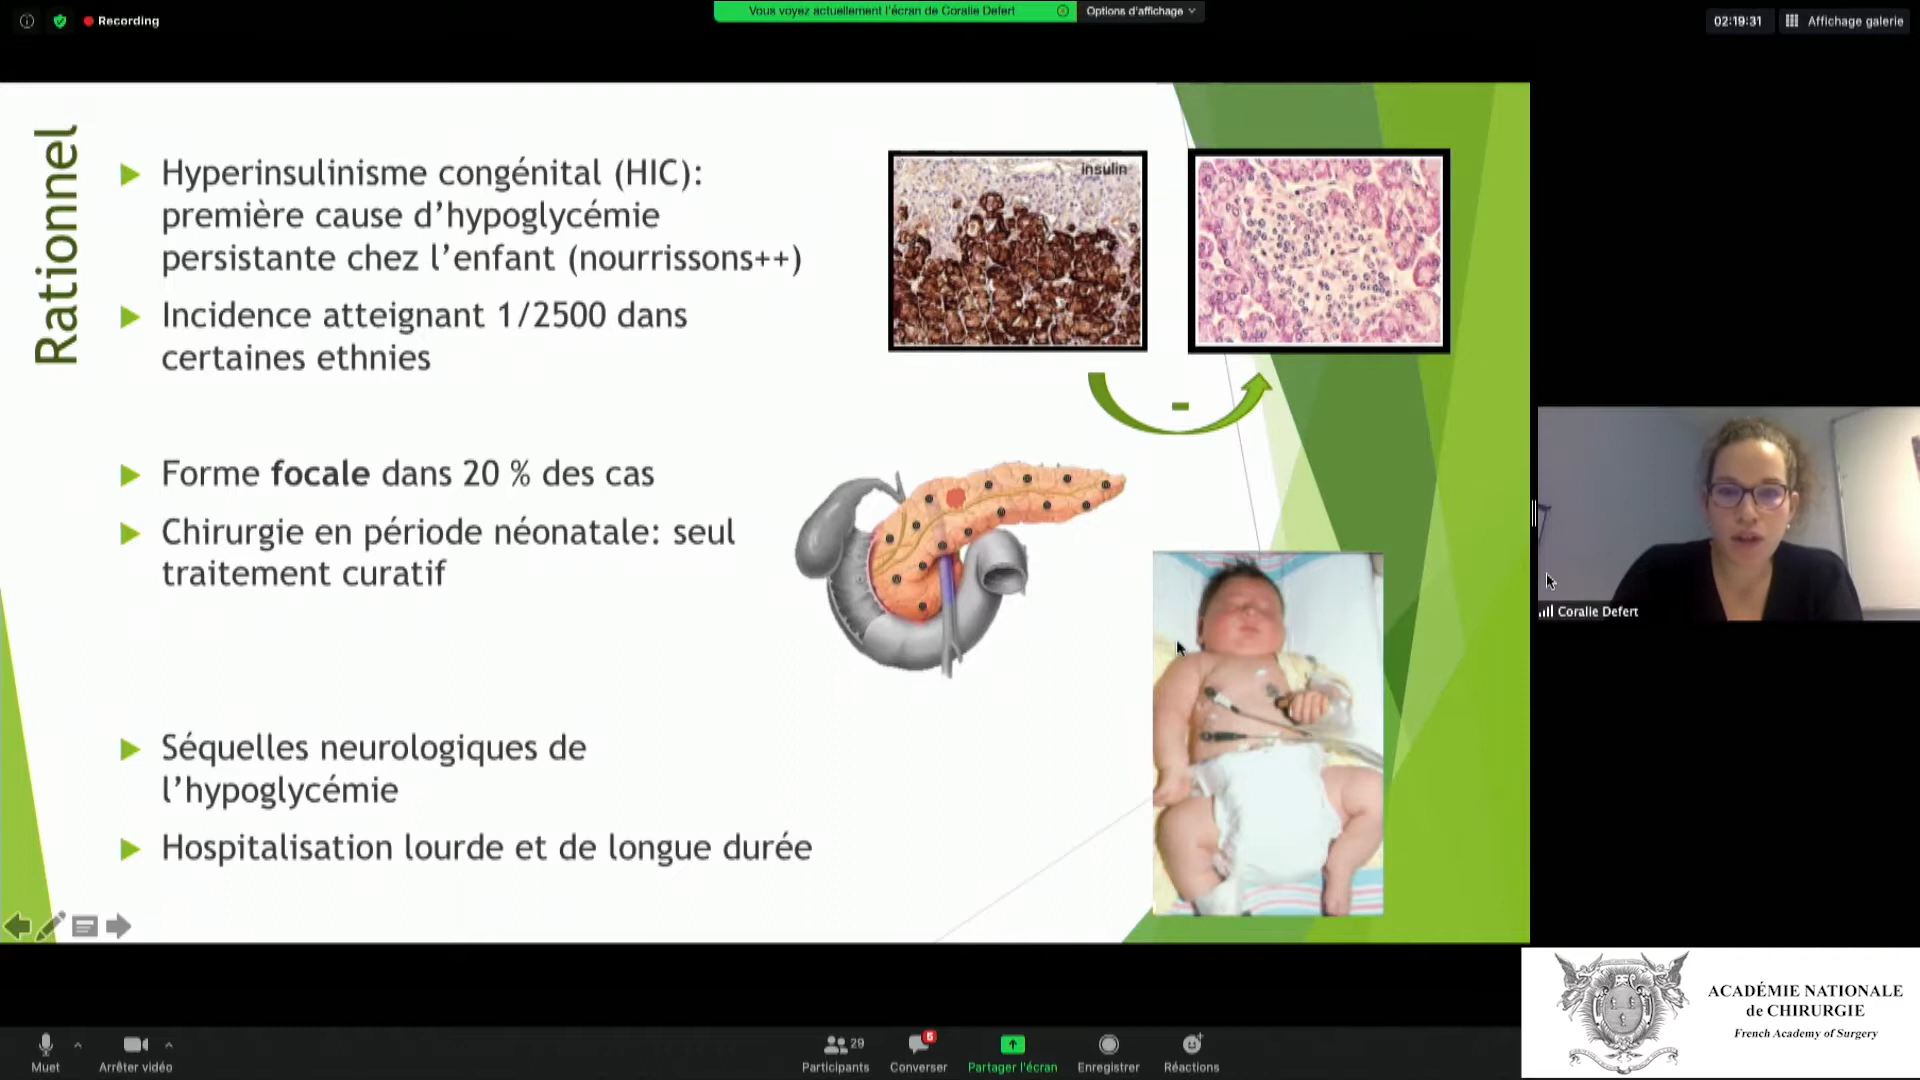 Recording
Vous voyez actuellement l'écran de Coralie Defert
Options d'affichage
02:19:31
Affichage galerie
Rationnel
Hyperinsulinisme congénital (HIC):
première cause d'hypoglycémie
persistante chez l'enfant (nourrissons++)
Incidence atteignant 1/2500 dans
certaines ethnies
Forme focale dans 20 % des cas
Chirurgie en période néonatale: seul
traitement curatif
Séquelles neurologiques de
l'hypoglycémie
Hospitalisation lourde et de longue durée
insulin
-
Coralie Defert
ACADÉMIE NATIONALE
de CHIRURGIE
French Academy of Surgery
Muet
Arrêter vidéo
29
Participants
6
Converser
Partager l'écran
Enregistrer
Réactions